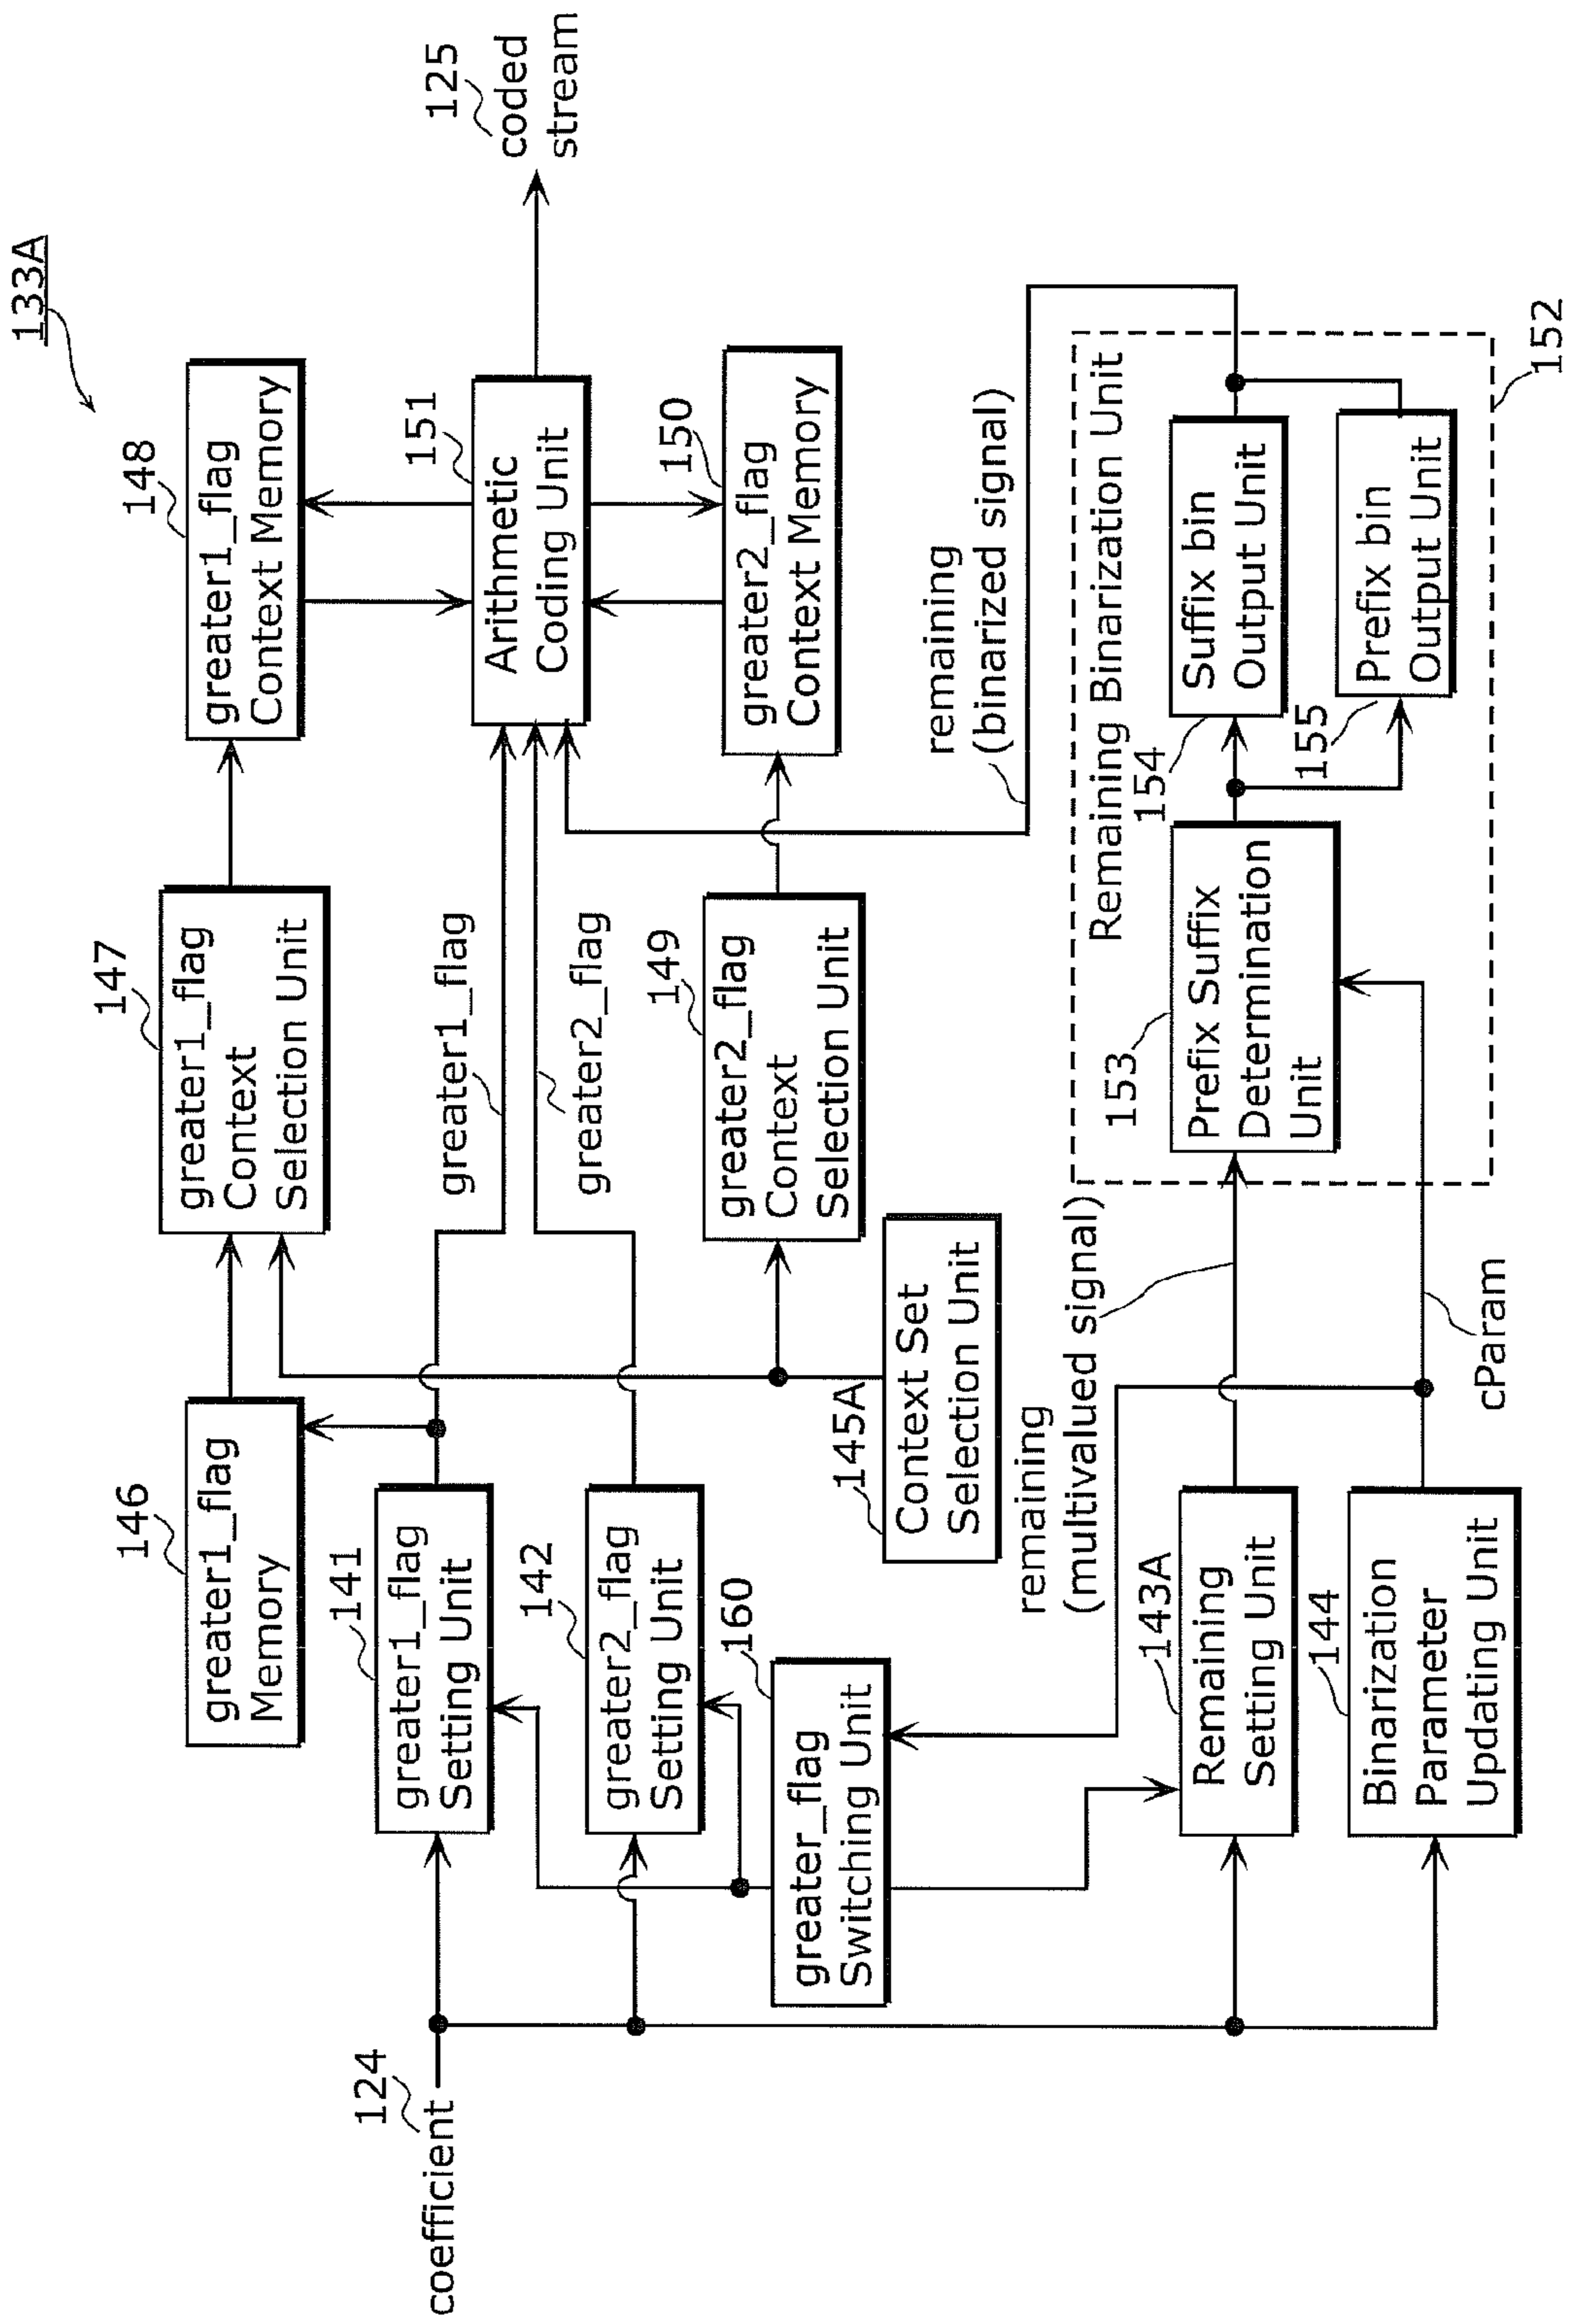 133A
148
greater1_flag
Context Memory
147
greater1_flag
Context
Selection Unit
146
greater1_flag
Memory
125
coded
stream
151
Arithmetic
Coding Unit
greater1_flag
greater2_flag
141
greater1_flag
Setting Unit
124
coefficient
142
greater2_flag
Setting Unit
150
greater2_flag
Context Memory
149
greater2_flag
Context
Selection Unit
160
greater_flag
Switching Unit
145A
Context Set
Selection Unit
remaining
(binarized signal)
remaining
(multivalued signal)
Remaining Binarization Unit
152
153
Prefix Suffix
Determination
Unit
154
Suffix bin
Output Unit
155
Prefix bin
Output Unit
143A
Remaining
Setting Unit
144
Binarization
Parameter
Updating Unit
cParam